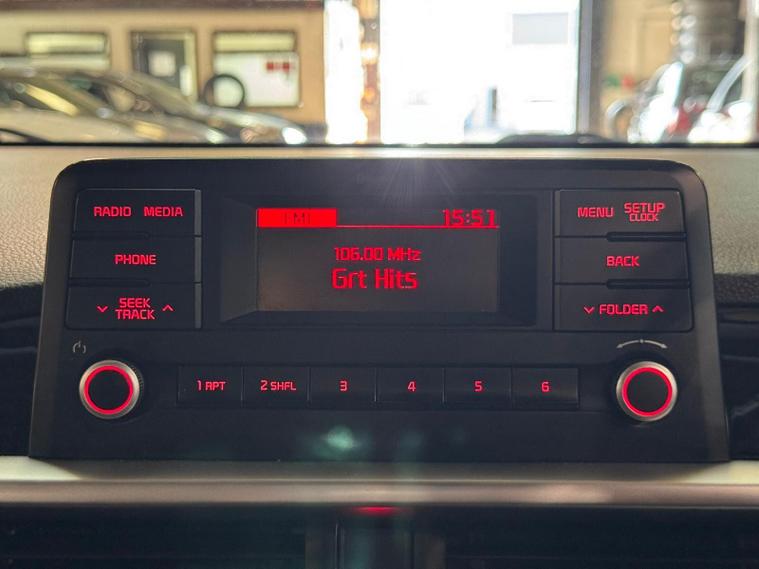 RADIO MEDIA
PHONE
SEEK
TRACK
15:51
106.00 MHz
Grt Hits
MENU SETUP
CLOCK
BACK
FOLDER
1 RPT 2 SHFL 3 4 5 6